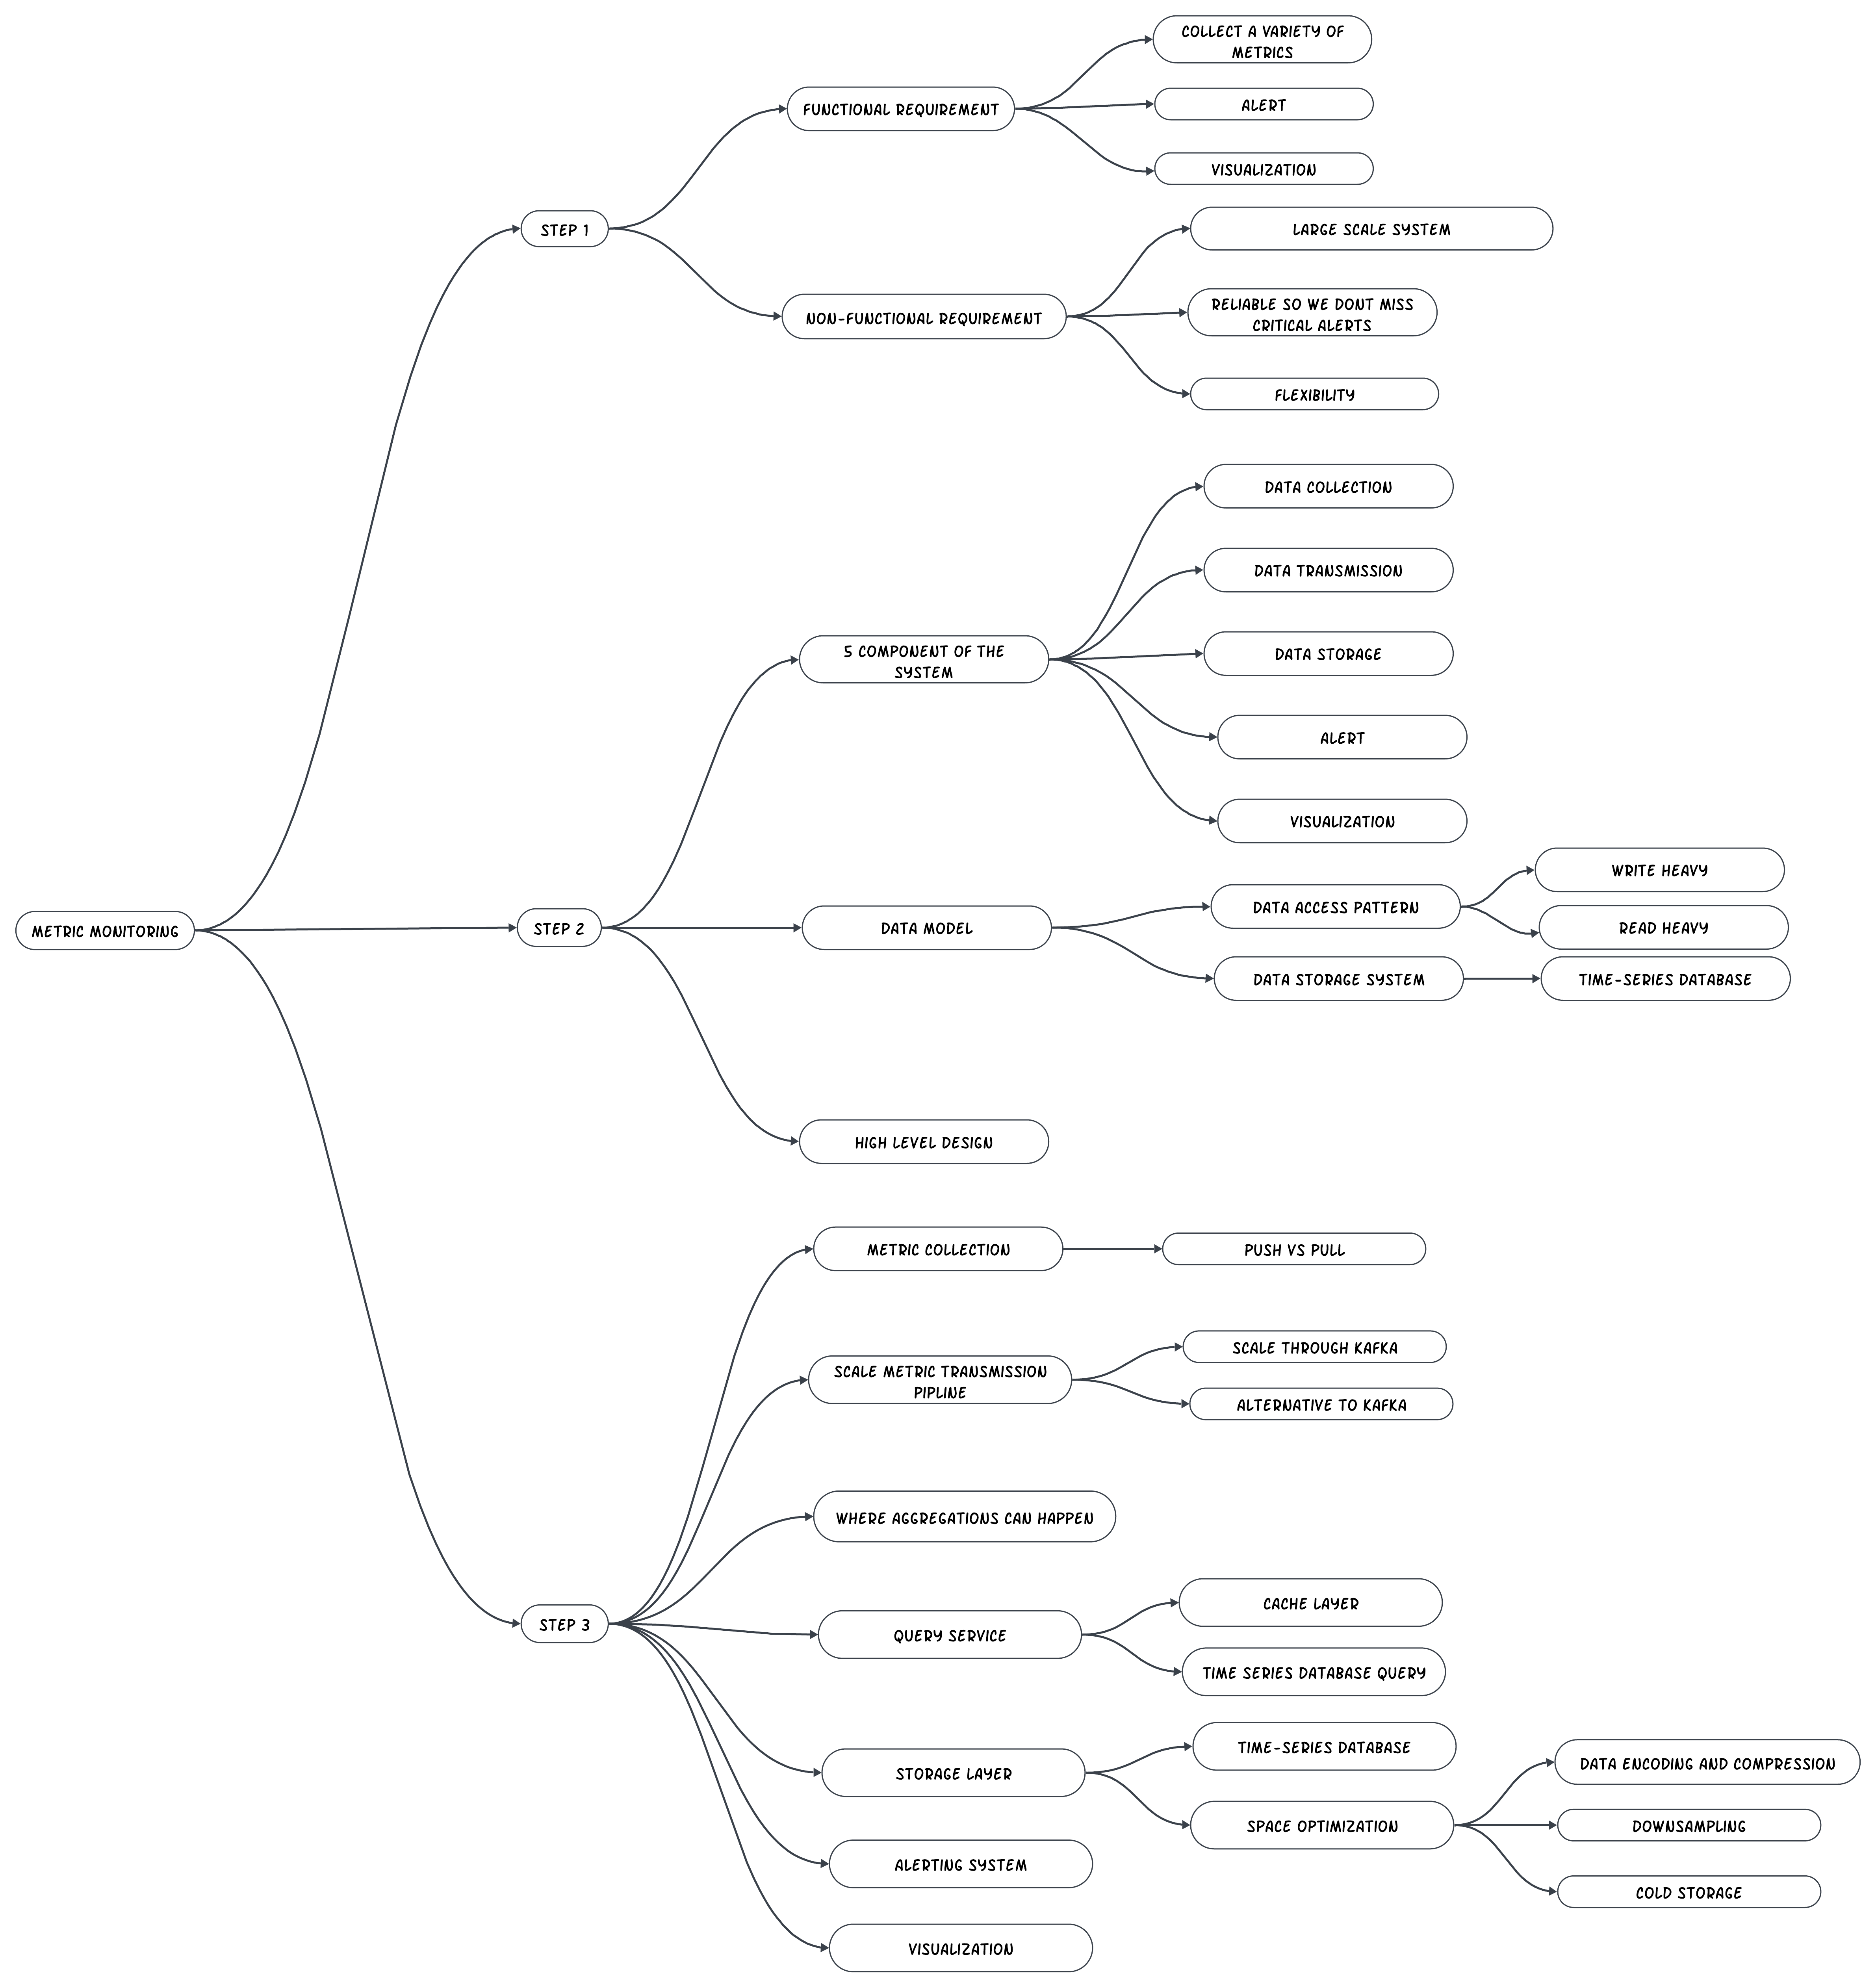 COLLECT A VARIETY OF
METRICS
FUNCTIONAL REQUIREMENT
ALERT
VISUALIZATION
STEP 1
LARGE SCALE SYSTEM
NON-FUNCTIONAL REQUIREMENT
RELIABLE SO WE DONT MISS
CRITICAL ALERTS
FLEXIBILITY
DATA COLLECTION
DATA TRANSMISSION
5 COMPONENT OF THE
SYSTEM
DATA STORAGE
ALERT
VISUALIZATION
METRIC MONITORING
STEP 2
DATA MODEL
DATA ACCESS PATTERN
WRITE HEAVY
READ HEAVY
DATA STORAGE SYSTEM
TIME-SERIES DATABASE
HIGH LEVEL DESIGN
METRIC COLLECTION
PUSH VS PULL
SCALE METRIC TRANSMISSION
PIPLINE
SCALE THROUGH KAFKA
ALTERNATIVE TO KAFKA
WHERE AGGREGATIONS CAN HAPPEN
STEP 3
QUERY SERVICE
CACHE LAYER
TIME SERIES DATABASE QUERY
STORAGE LAYER
TIME-SERIES DATABASE
SPACE OPTIMIZATION
DATA ENCODING AND COMPRESSION
DOWNSAMPLING
COLD STORAGE
ALERTING SYSTEM
VISUALIZATION